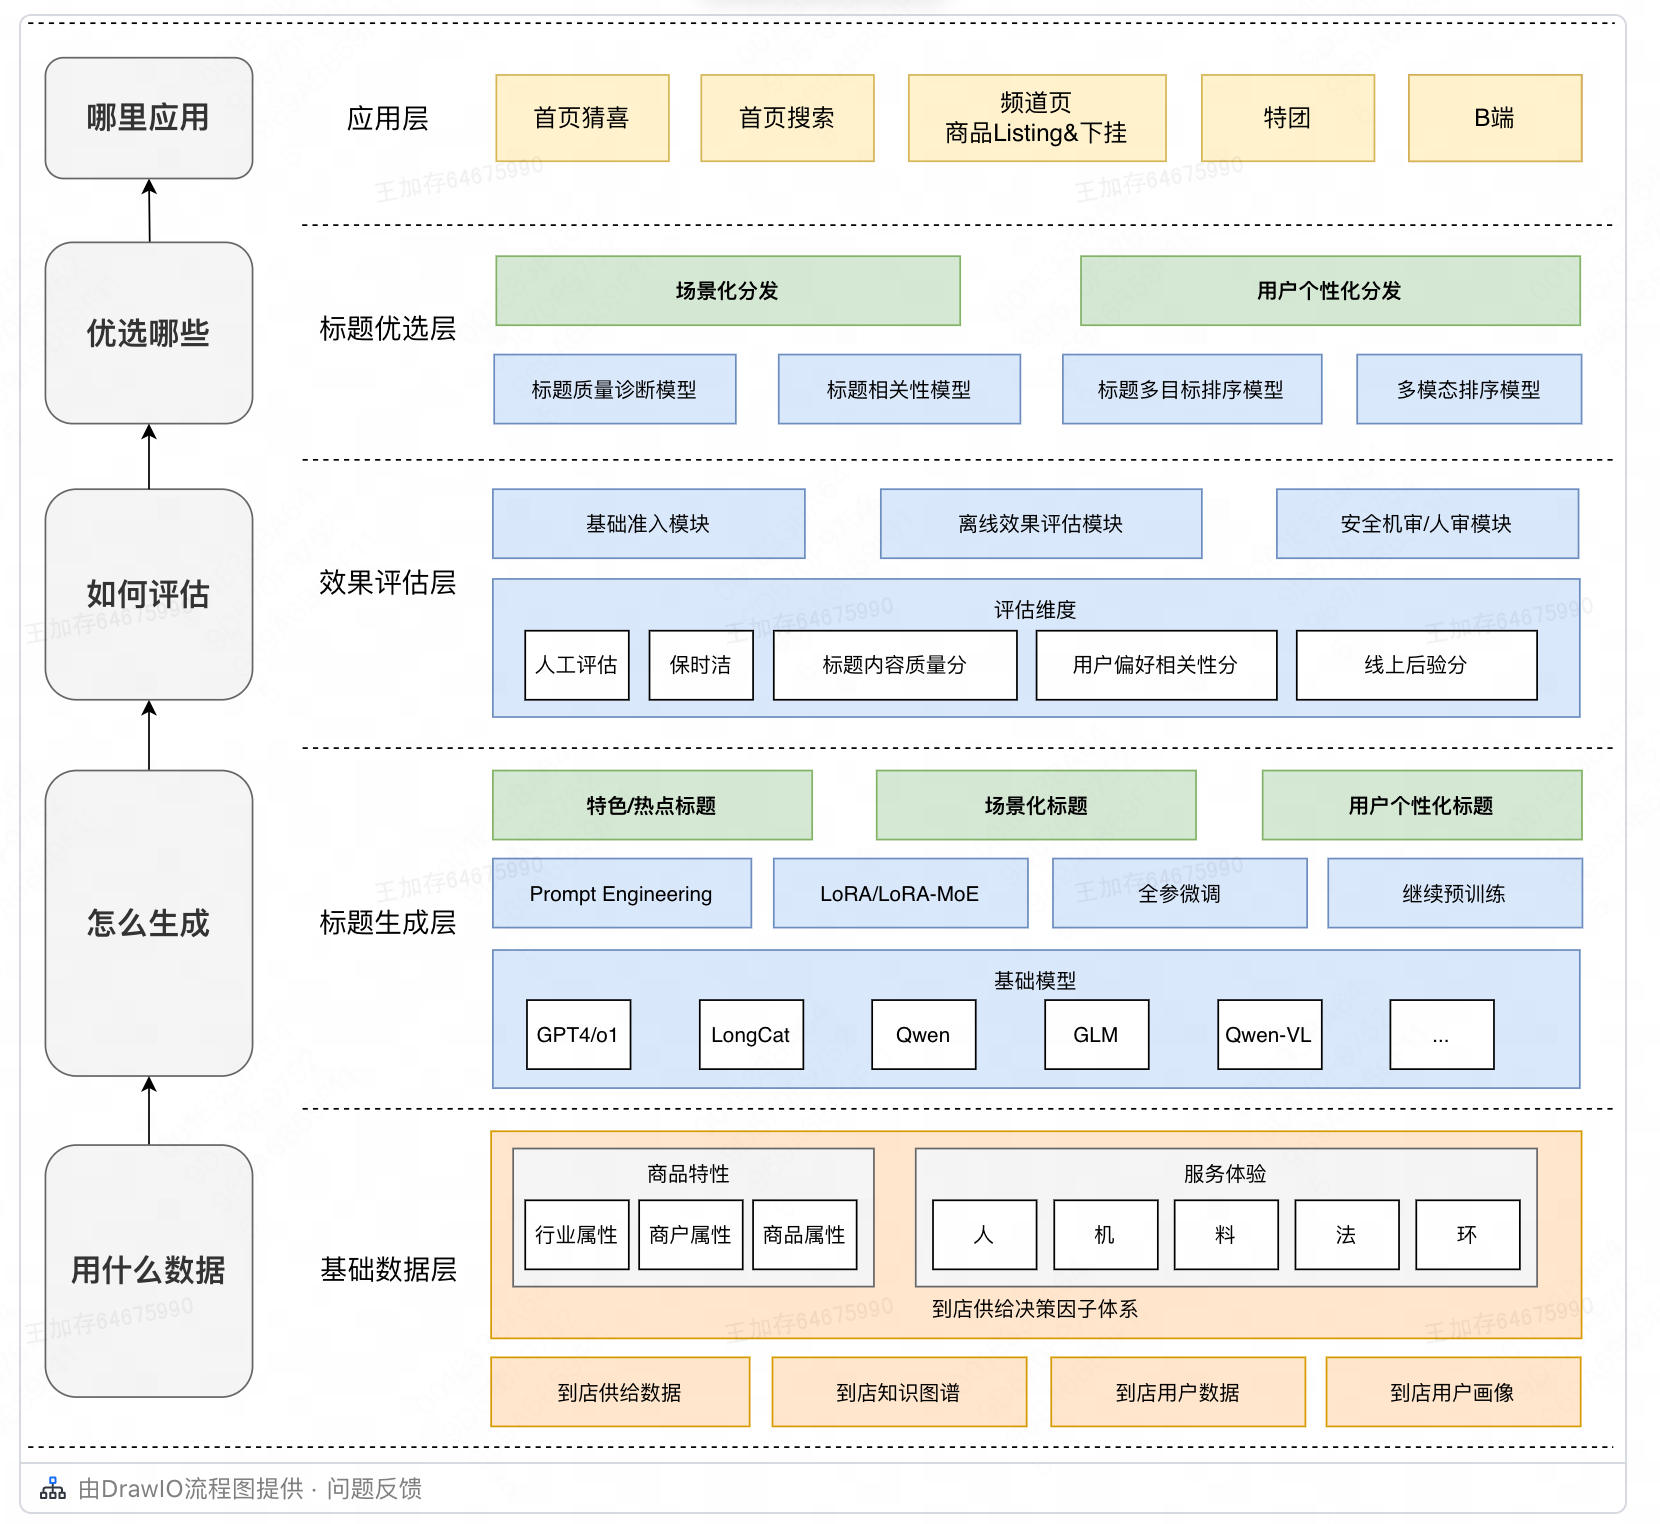 哪里应用
应用层
首页猜喜
首页搜索
频道页
商品Listing&下挂
特团
B端
王加存64675990
王加存64675990
优选哪些
标题优选层
场景化分发
用户个性化分发
标题质量诊断模型
标题相关性模型
标题多目标排序模型
多模态排序模型
如何评估
效果评估层
基础准入模块
离线效果评估模块
安全机审/人审模块
评估维度
人工评估
保时洁
标题内容质量分
用户偏好相关性分
线上后验分
王加存64675990
王加存64675990
王加存64675990
怎么生成
标题生成层
特色/热点标题
场景化标题
用户个性化标题
Prompt Engineering
LoRA/LoRA-MoE
全参微调
继续预训练
王加存64675990
王加存64675990
基础模型
GPT4/o1
LongCat
Qwen
GLM
Qwen-VL
...
用什么数据
基础数据层
商品特性
行业属性
商户属性
商品属性
服务体验
人
机
料
法
环
到店供给决策因子体系
王加存64675990
王加存64675990
王加存64675990
到店供给数据
到店知识图谱
到店用户数据
到店用户画像
由DrawIO流程图提供 · 问题反馈